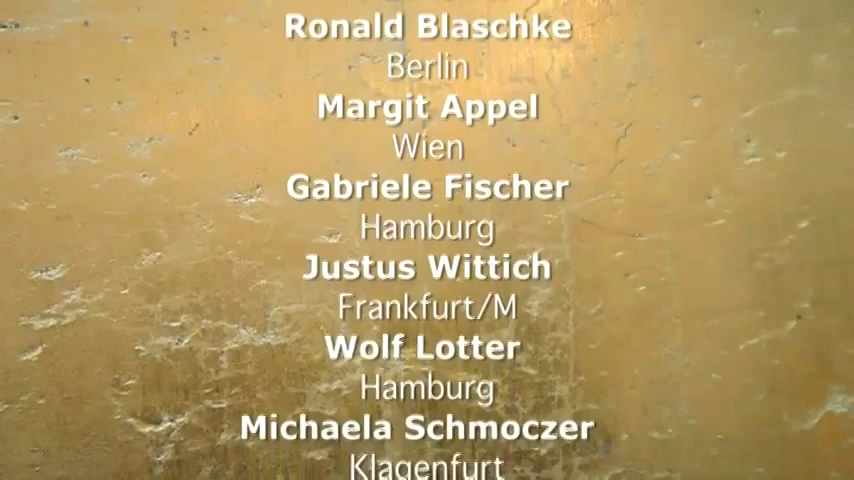 Ronald Blaschke
Berlin
Margit Appel
Wien
Gabriele Fischer
Hamburg
Justus Wittich
Frankfurt/M
Wolf Lotter
Hamburg
Michaela Schmoczer
Klagenfurt